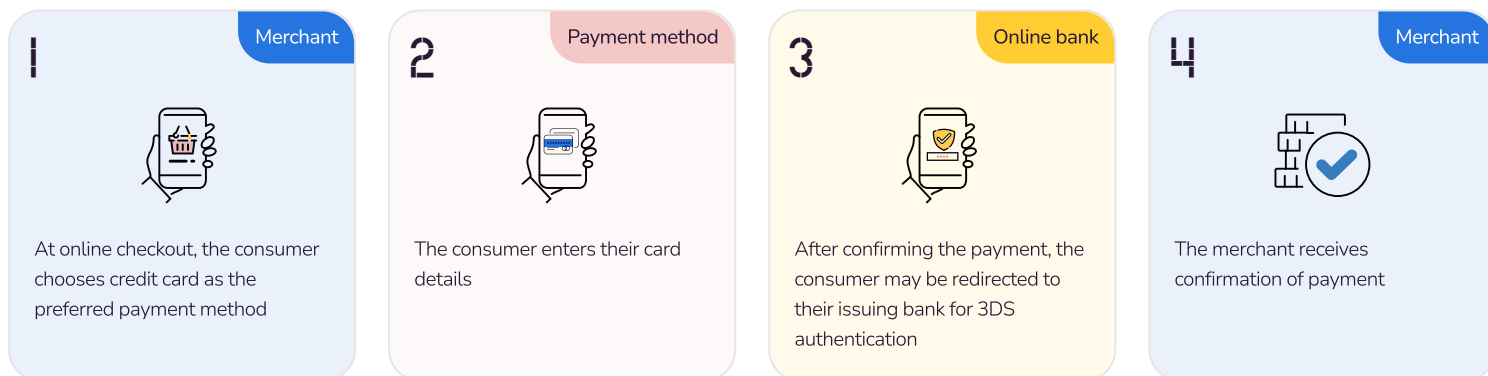 1
Merchant
At online checkout, the consumer
chooses credit card as the
preferred payment method
2
Payment method
The consumer enters their card
details
3
Online bank
After confirming the payment, the
consumer may be redirected to
their issuing bank for 3DS
authentication
4
Merchant
The merchant receives
confirmation of payment